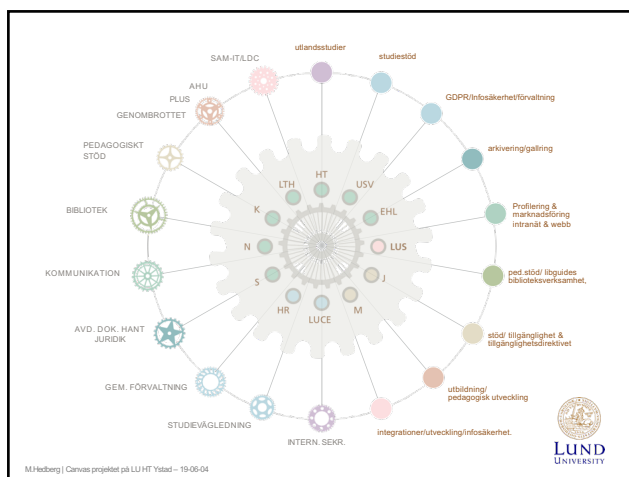 utlandsstudier
SAM-IT/LDC
studiestöd
AHU
PLUS
GENOMBROTTET
GDPR/Infosäkerhet/förvaltning
PEDAGOGISKT
STÖD
arkivering/gallring
HT
LTH
USV
K
EHL
BIBLIOTEK
Profilering &
marknadsföring
intranät & webb
N
LUS
KOMMUNIKATION
ped.stöd/ libguides
biblioteksverksamhet,
S
J
HR
M
LUCE
AVD. DOK. HANT
JURIDIK
stöd/ tillgänglighet &
tillgänglighetsdirektivet
GEM. FÖRVALTNING
utbildning/
pedagogisk utveckling
STUDIEVÄGLEDNING
INTERN. SEKR.
integrationer/utveckling/infosäkerhet.
LUND
UNIVERSITY
M.Hedberg | Canvas projektet på LU HT Ystad – 19-06-04